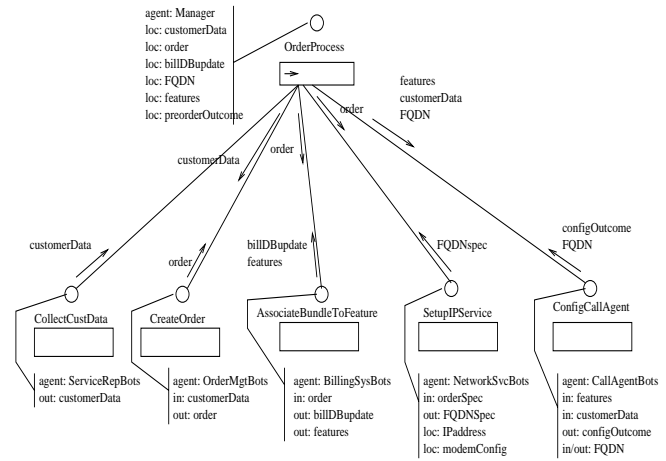 agent: Manager
loc: customerData
loc: order
loc: billDBupdate
loc: FQDN
loc: features
loc: preorderOutcome
OrderProcess
features
customerData
FQDN
order
customerData
order
customerData
order
billDBupdate
features
FQDNspec
configOutcome
FQDN
CollectCustData
CreateOrder
AssociateBundleToFeature
SetupIPService
ConfigCallAgent
agent: ServiceRepBots
out: customerData
agent: OrderMgtBots
in: customerData
out: order
agent: BillingSysBots
in: order
out: billDBupdate
out: features
agent: NetworkSvcBots
in: orderSpec
out: FQDNSpec
loc: IPaddress
loc: modemConfig
agent: CallAgentBots
in: features
in: customerData
out: configOutcome
in/out: FQDN